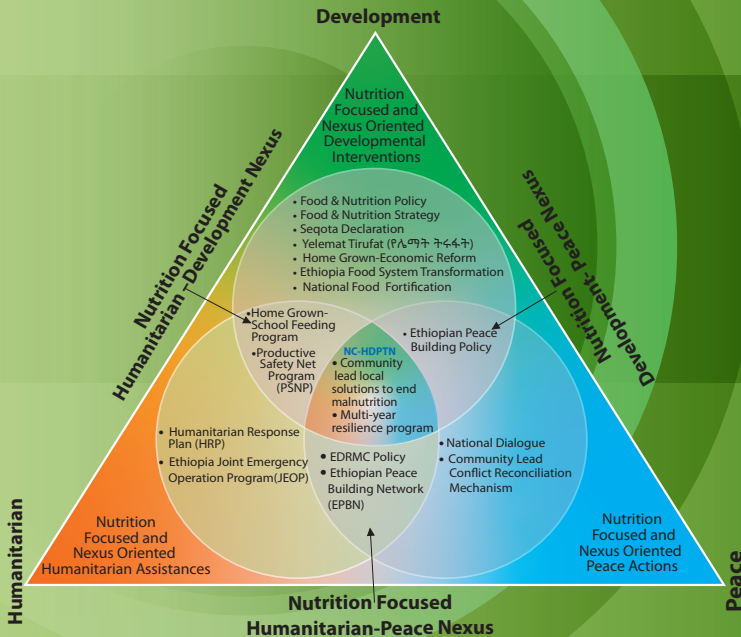 Development
Nutrition
Focused and
Nexus Oriented
Developmental
Interventions
Nutrition Focused
Humanitarian - Development Nexus
Nutrition Focused
Development- Peace Nexus
• Food & Nutrition Policy
• Food & Nutrition Strategy
• Seqota Declaration
• Yelemat Tirufat (የሌማት ትሩፋት)
• Home Grown-Economic Reform
• Ethiopia Food System Transformation
• National Food Fortification
•Home Grown-
School Feeding
Program
•Productive
Safety Net
Program
(PSNP)
• Ethiopian Peace
Building Policy
NC-HDPTN
• Community
lead local
solutions to end
malnutrition
• Multi-year
resilience program
• Humanitarian Response
Plan (HRP)
• Ethiopia Joint Emergency
Operation Program(JEOP)
• EDRMC Policy
• Ethiopian Peace
Building Network
(EPBN)
• National Dialogue
• Community Lead
Conflict Reconciliation
Mechanism
Nutrition
Focused and
Nexus Oriented
Humanitarian Assistances
Nutrition
Focused and
Nexus Oriented
Peace Actions
Humanitarian
Peace
Nutrition Focused
Humanitarian-Peace Nexus